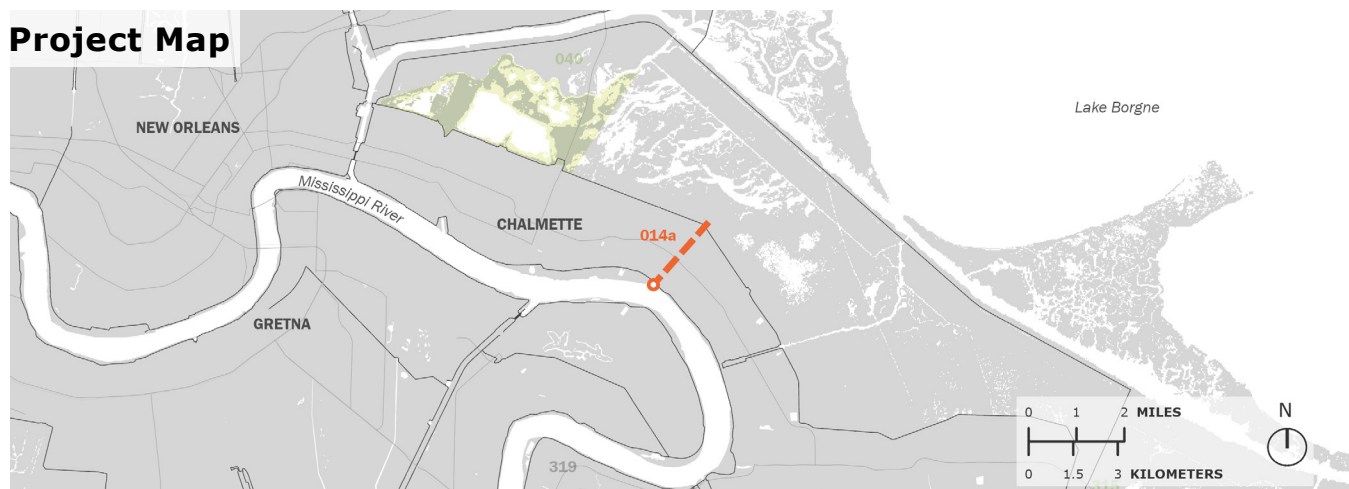 Project Map
040
Lake Borgne
NEW ORLEANS
Mississippi River
CHALMETTE
014a
GRETNA
N
0 1 2 MILES
0 1.5 3 KILOMETERS
319